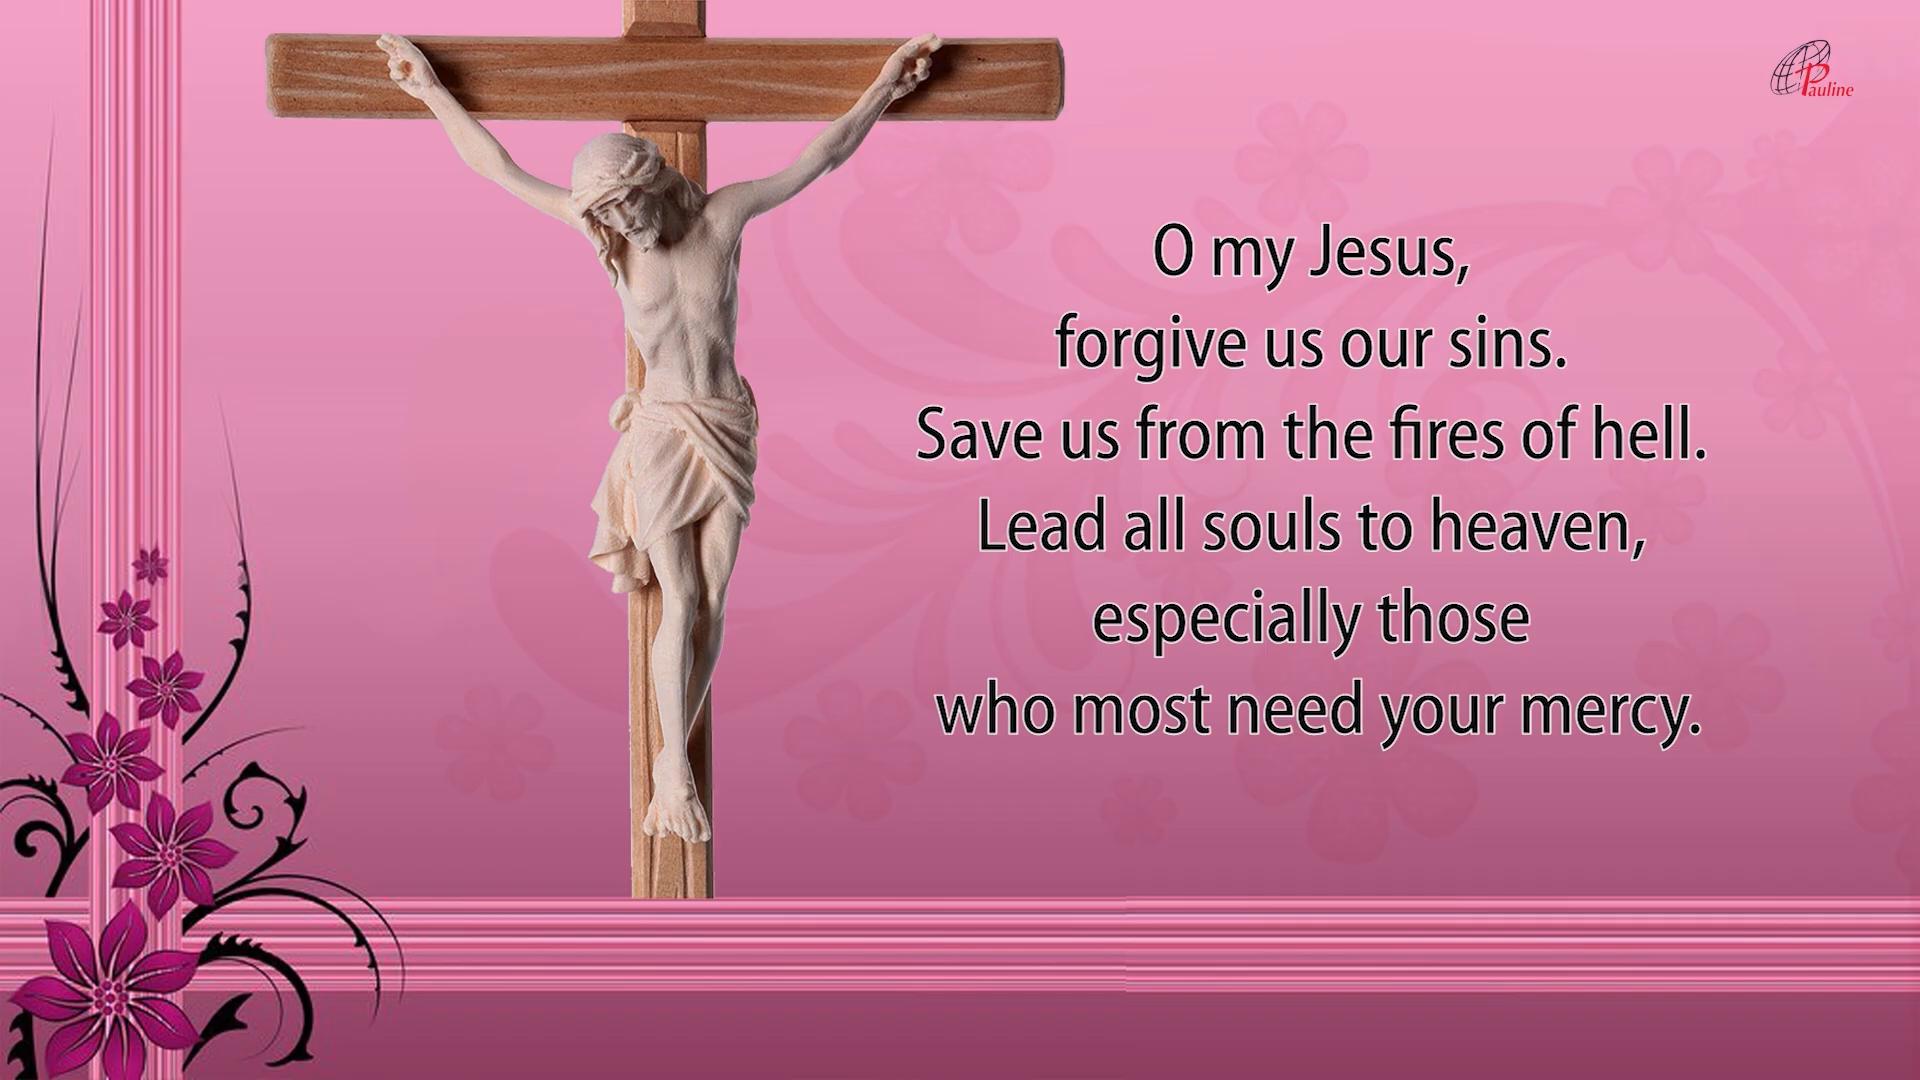 Pauline
O my Jesus,
forgive us our sins.
Save us from the fires of hell.
Lead all souls to heaven,
especially those
who most need your mercy.